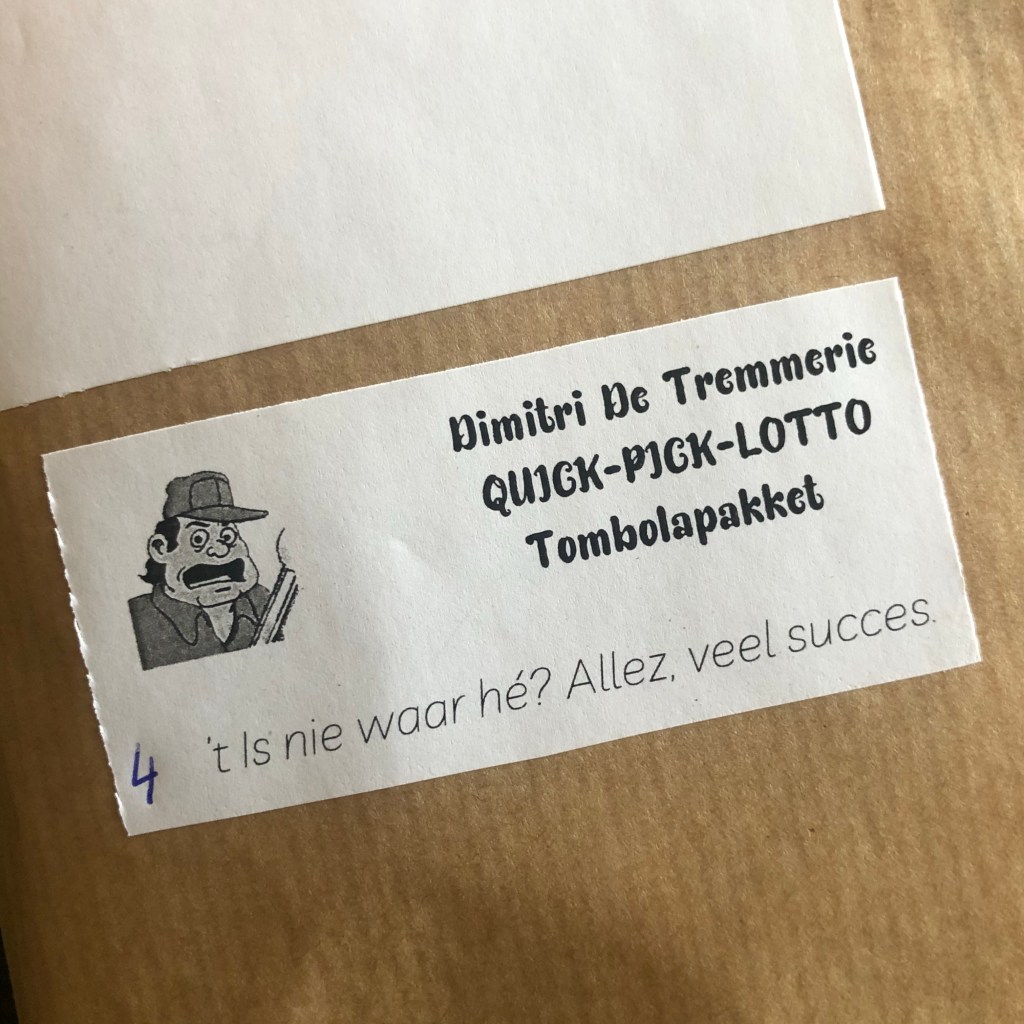 Dimitri De Tremmerie
QUICK-PICK-LOTTO
Tombolapakket
't Is nie waar hé? Allez, veel succes.
4